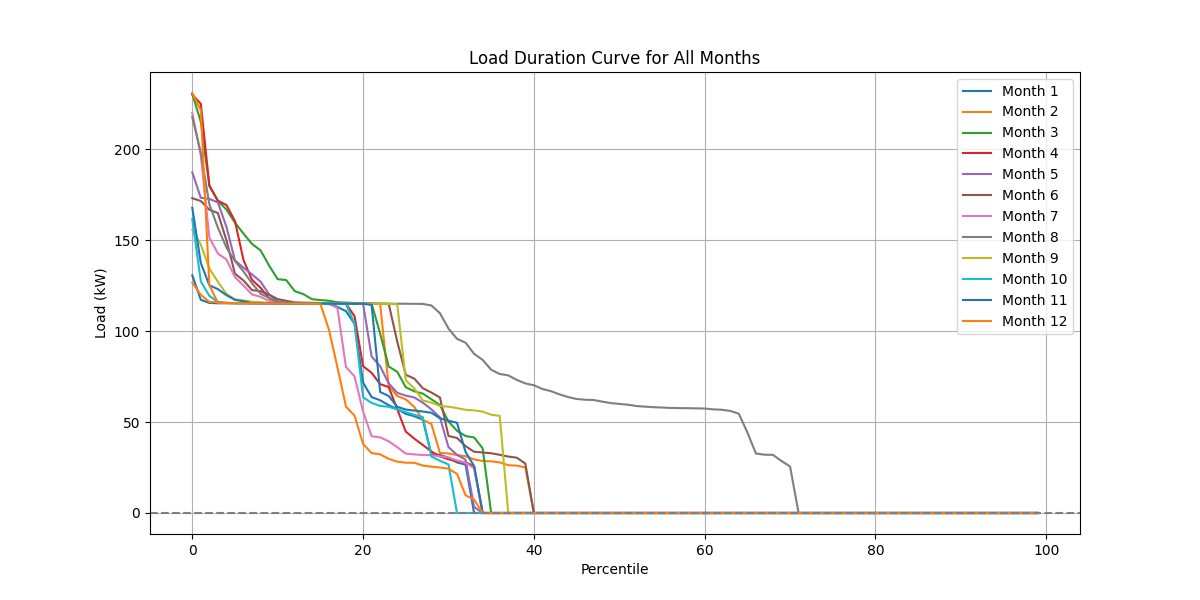 Load Duration Curve for All Months
Load (kW)
200
150
100
50
0
0 20 40 60 80 100
Percentile
Month 1
Month 2
Month 3
Month 4
Month 5
Month 6
Month 7
Month 8
Month 9
Month 10
Month 11
Month 12